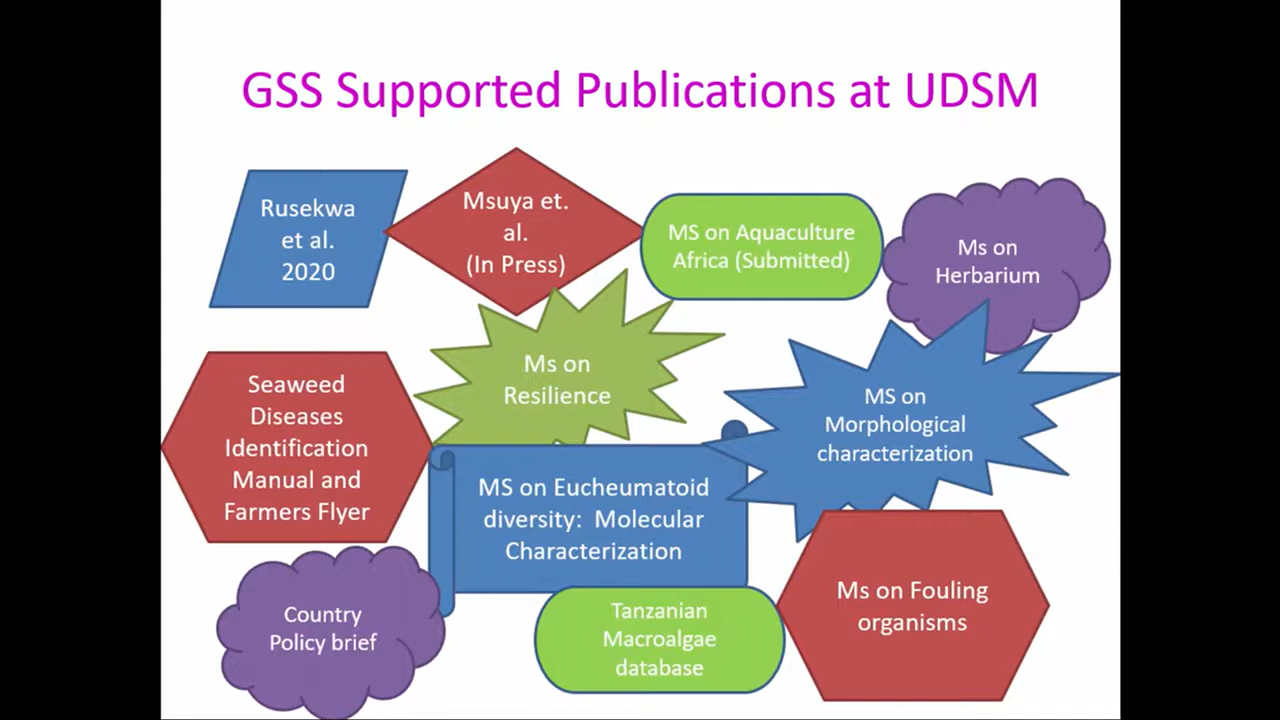 GSS Supported Publications at UDSM
Rusekwa
et al.
2020
Msuya et.
al.
(In Press)
MS on Aquaculture
Africa (Submitted)
Ms on
Herbarium
Ms on
Resilience
MS on
Morphological
characterization
Seaweed
Diseases
Identification
Manual and
Farmers Flyer
MS on Eucheumatoid
diversity: Molecular
Characterization
Country
Policy brief
Tanzanian
Macroalgae
database
Ms on Fouling
organisms